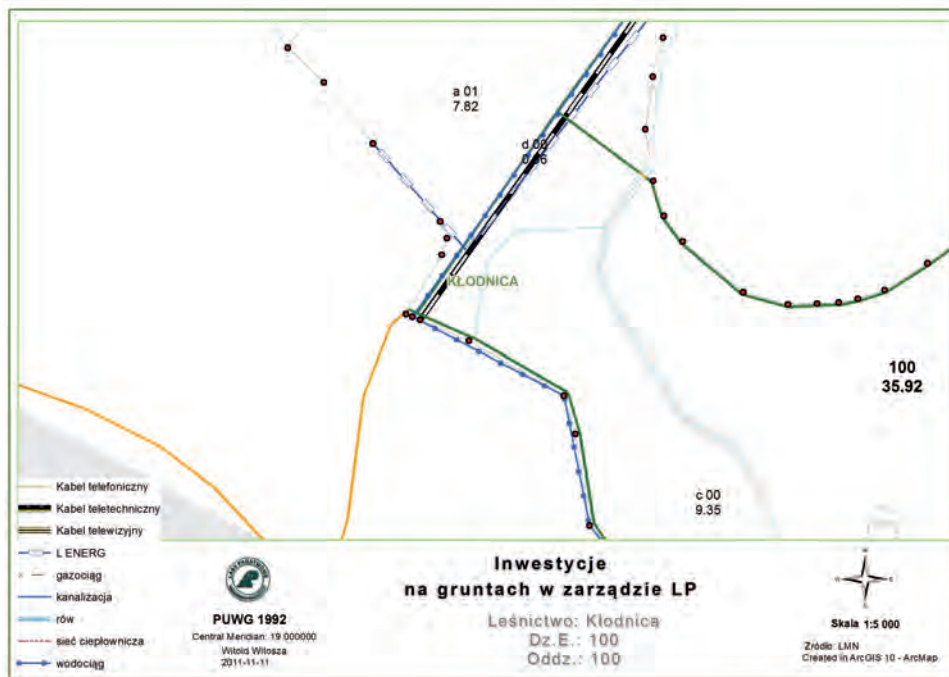 a 01
7.82
d 00
KŁODNICA
100
35.92
c 00
9.35
Kabel telefoniczny
Kabel teletechniczny
Kabel telewizyjny
L ENERG
gazociąg
kanalizacja
rów
sieć ciepłownicza
wodociąg
PUWG 1992
Central Meridian: 19 000000
Witold Witosza
2011-11-11
Inwestycje
na gruntach w zarządzie LP
Leśnictwo: Kłodnica
Dz.E.: 100
Oddz.: 100
Skala 1:5 000
Źródło: LMN
Created in ArcGIS 10 - ArcMap